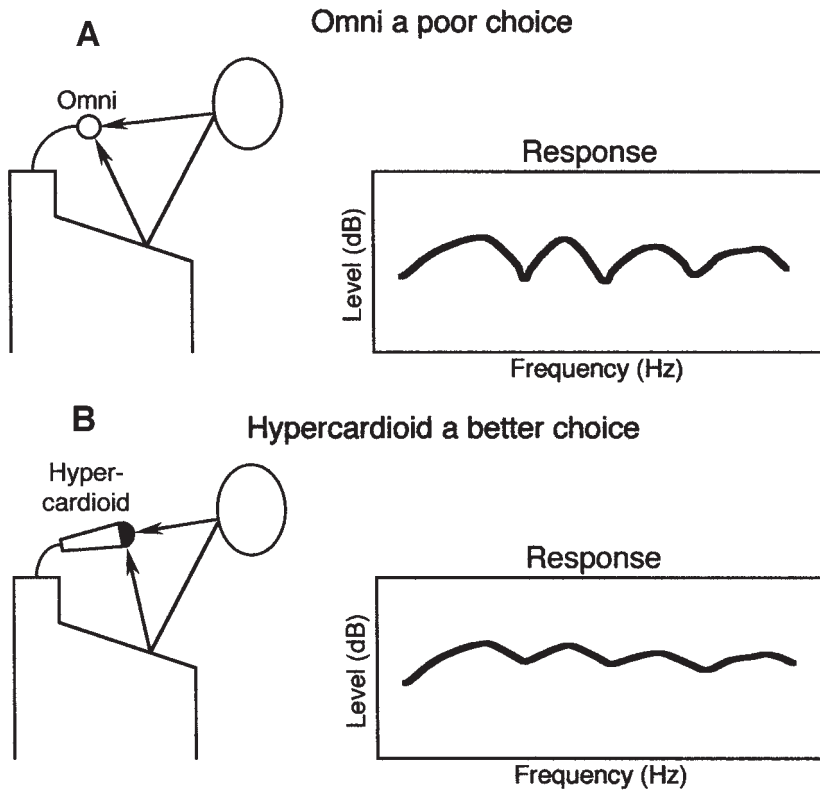 A
Omni a poor choice
Omni
Response
Level (dB)
Frequency (Hz)
B
Hypercardioid a better choice
Hyper-
cardioid
Response
Level (dB)
Frequency (Hz)